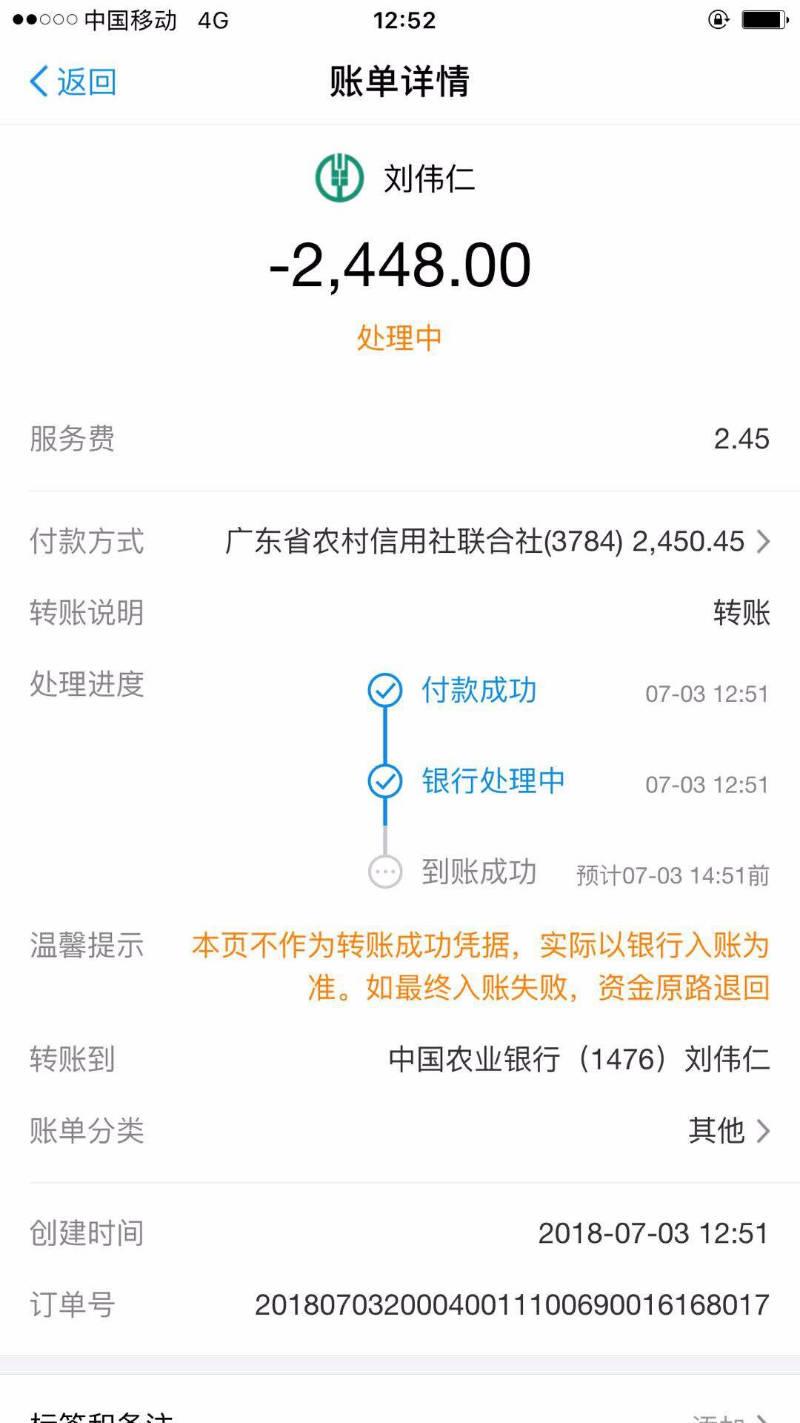 中国移动 4G 12:52
返回 账单详情
刘伟仁
-2,448.00
处理中
服务费 2.45
付款方式 广东省农村信用社联合社(3784) 2,450.45
转账说明 转账
处理进度 付款成功 07-03 12:51
银行处理中 07-03 12:51
到账成功 预计07-03 14:51前
温馨提示 本页不作为转账成功凭据，实际以银行入账为
准。如最终入账失败，资金原路退回
转账到 中国农业银行（1476）刘伟仁
账单分类 其他
创建时间 2018-07-03 12:51
订单号 20180703200040011100690016168017
标签和备注 添加